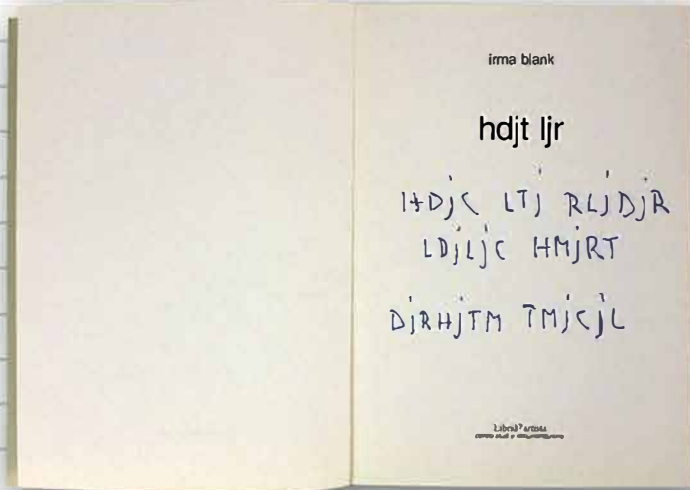 irma blank
hdjt ljr
HDjC LTj RLjDjR
LDjLjC HMjRT
DjRHjTM TMjCjL